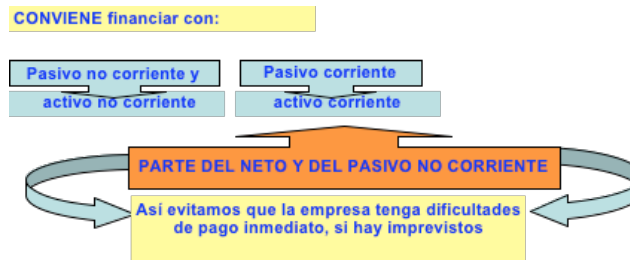 CONVIENE financiar con:
Pasivo no corriente y
activo no corriente
Pasivo corriente
activo corriente
PARTE DEL NETO Y DEL PASIVO NO CORRIENTE
Así evitamos que la empresa tenga dificultades
de pago inmediato, si hay imprevistos